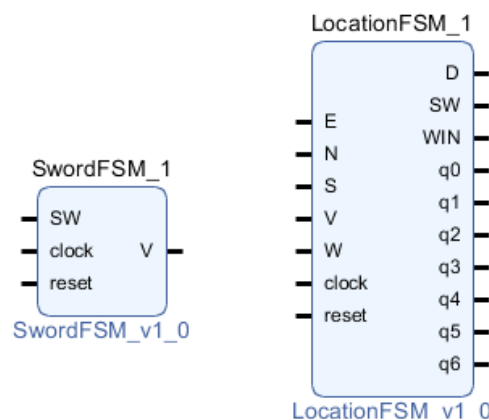 SwordFSM_1
SW
clock
reset
V
SwordFSM_v1_0
LocationFSM_1
E
N
S
V
W
clock
reset
D
SW
WIN
q0
q1
q2
q3
q4
q5
q6
LocationFSM_v1_0